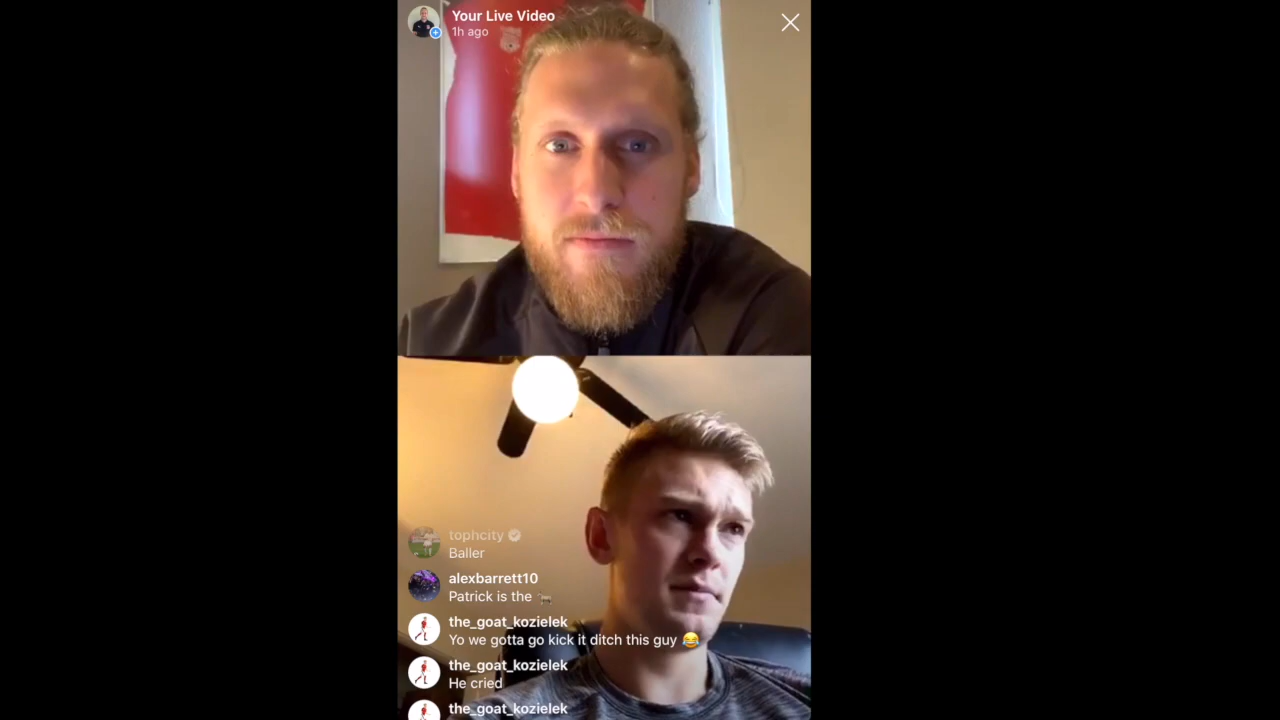 Your Live Video
1h ago
tophcity
Baller
alexbarrett10
Patrick is the 🐐
the_goat_kozielek
Yo we gotta go kick it ditch this guy 😂
the_goat_kozielek
He cried
the_goat_kozielek